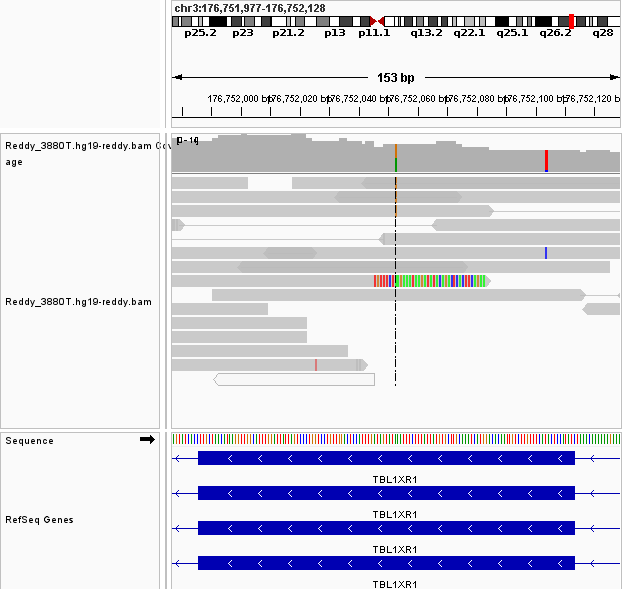 chr3:176,751,977-176,752,128
p25.2 p23 p21.2 p13 p11.1 q13.2 q22.1 q25.1 q26.2 q28
153 bp
176,752,000 bp 176,752,020 bp 176,752,040 bp 176,752,060 bp 176,752,080 bp 176,752,100 bp 176,752,120 b
Reddy_3880T.hg19-reddy.bam Cov
age
[0 - 16]
Reddy_3880T.hg19-reddy.bam
Sequence
TBL1XR1
TBL1XR1
RefSeq Genes
TBL1XR1
TBL1XR1